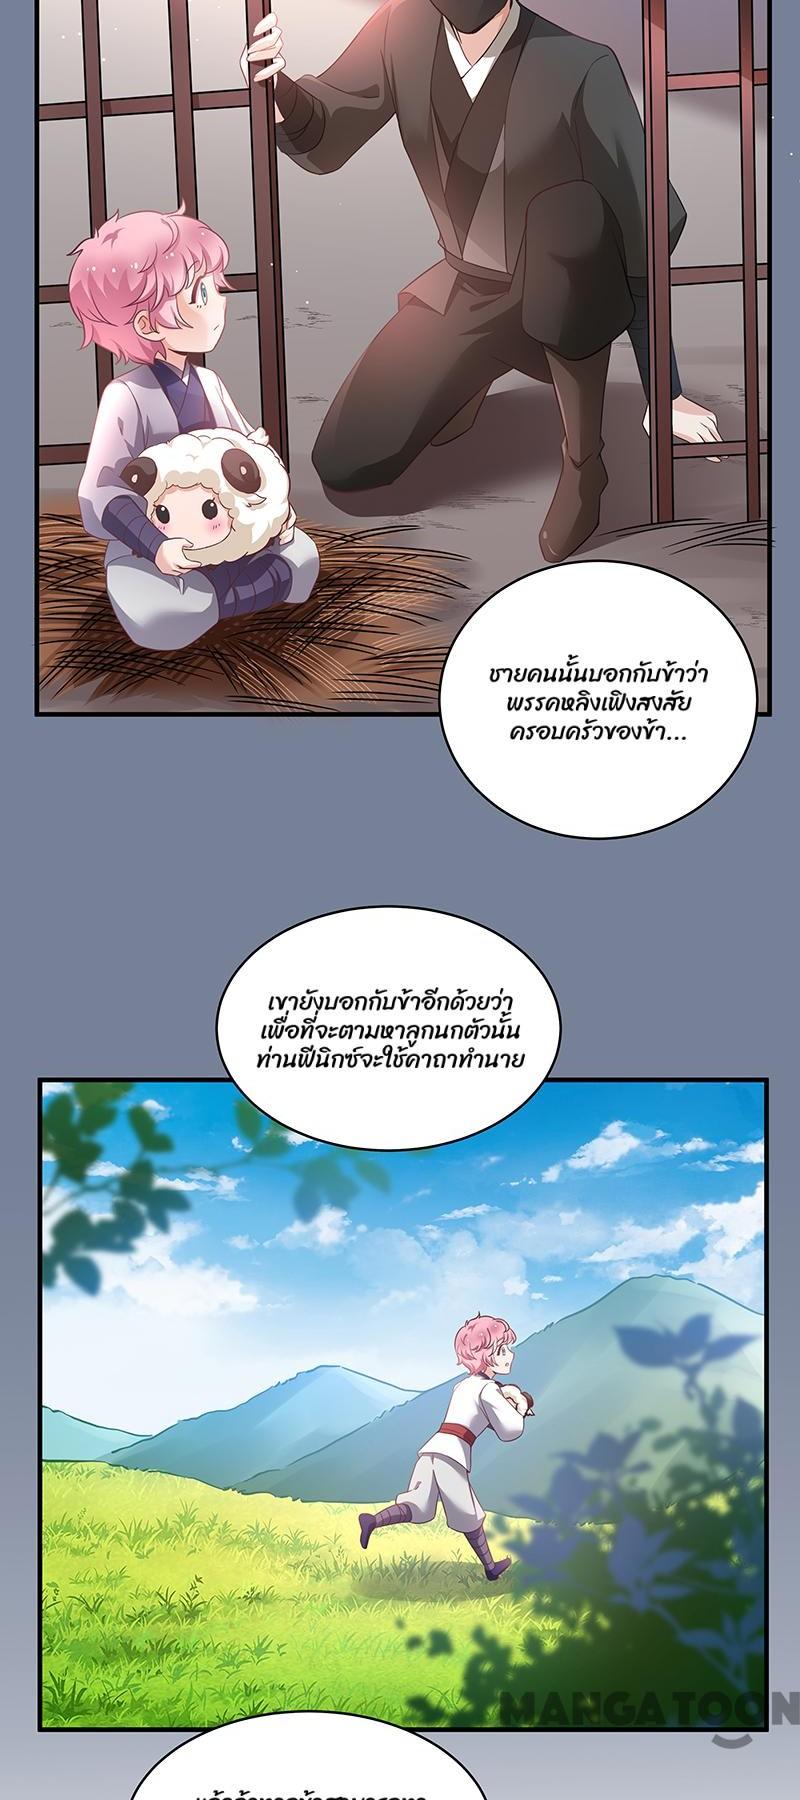 ชายคนนั้นบอกกับข้าว่า
พรรคหลิงเฟิงสงสัย
ครอบครัวของข้า...
เขายังบอกกับข้าอีกด้วยว่า
เพื่อที่จะตามหาลูกนกตัวนั้น
ท่านฟีนิกซ์จะใช้คาถาทำนาย
MANGATOON